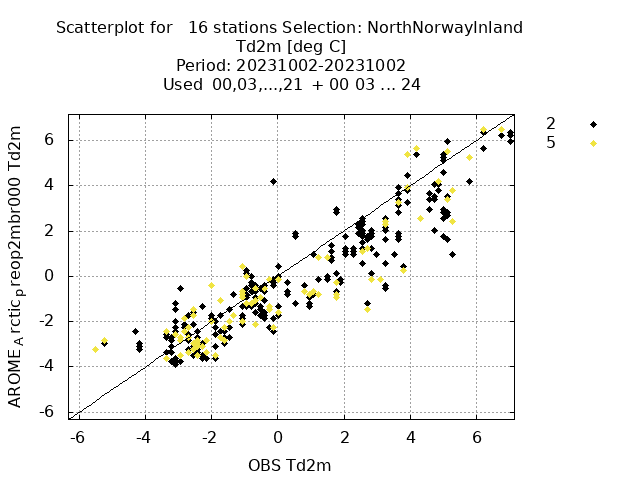 Scatterplot for   16 stations Selection: NorthNorwayInland
Td2m [deg C]
Period: 20231002-20231002
Used  00,03,...,21  + 00 03 ... 24
AROME_Arctic_preop2mbr000 Td2m
6
4
2
0
-2
-4
-6
-6 -4 -2 0 2 4 6
OBS Td2m
2
5